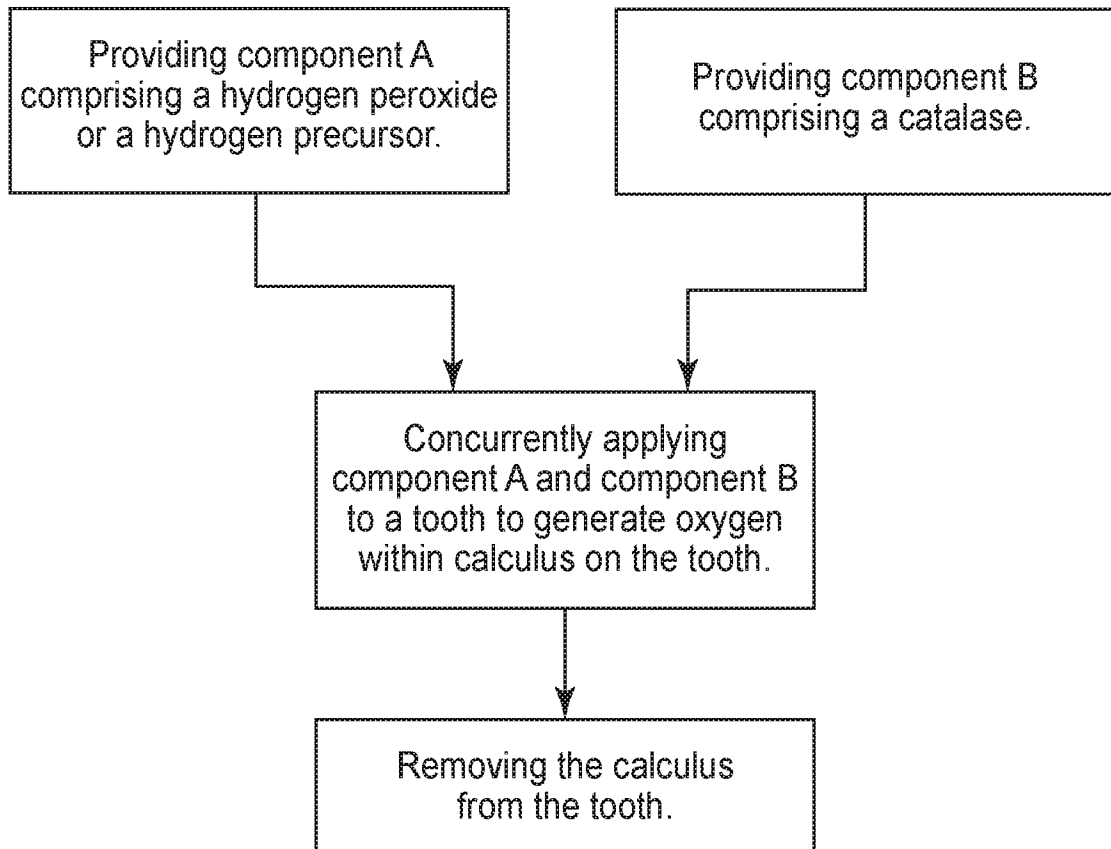 Providing component A
comprising a hydrogen peroxide
or a hydrogen precursor.
Providing component B
comprising a catalase.
Concurrently applying
component A and component B
to a tooth to generate oxygen
within calculus on the tooth.
Removing the calculus
from the tooth.